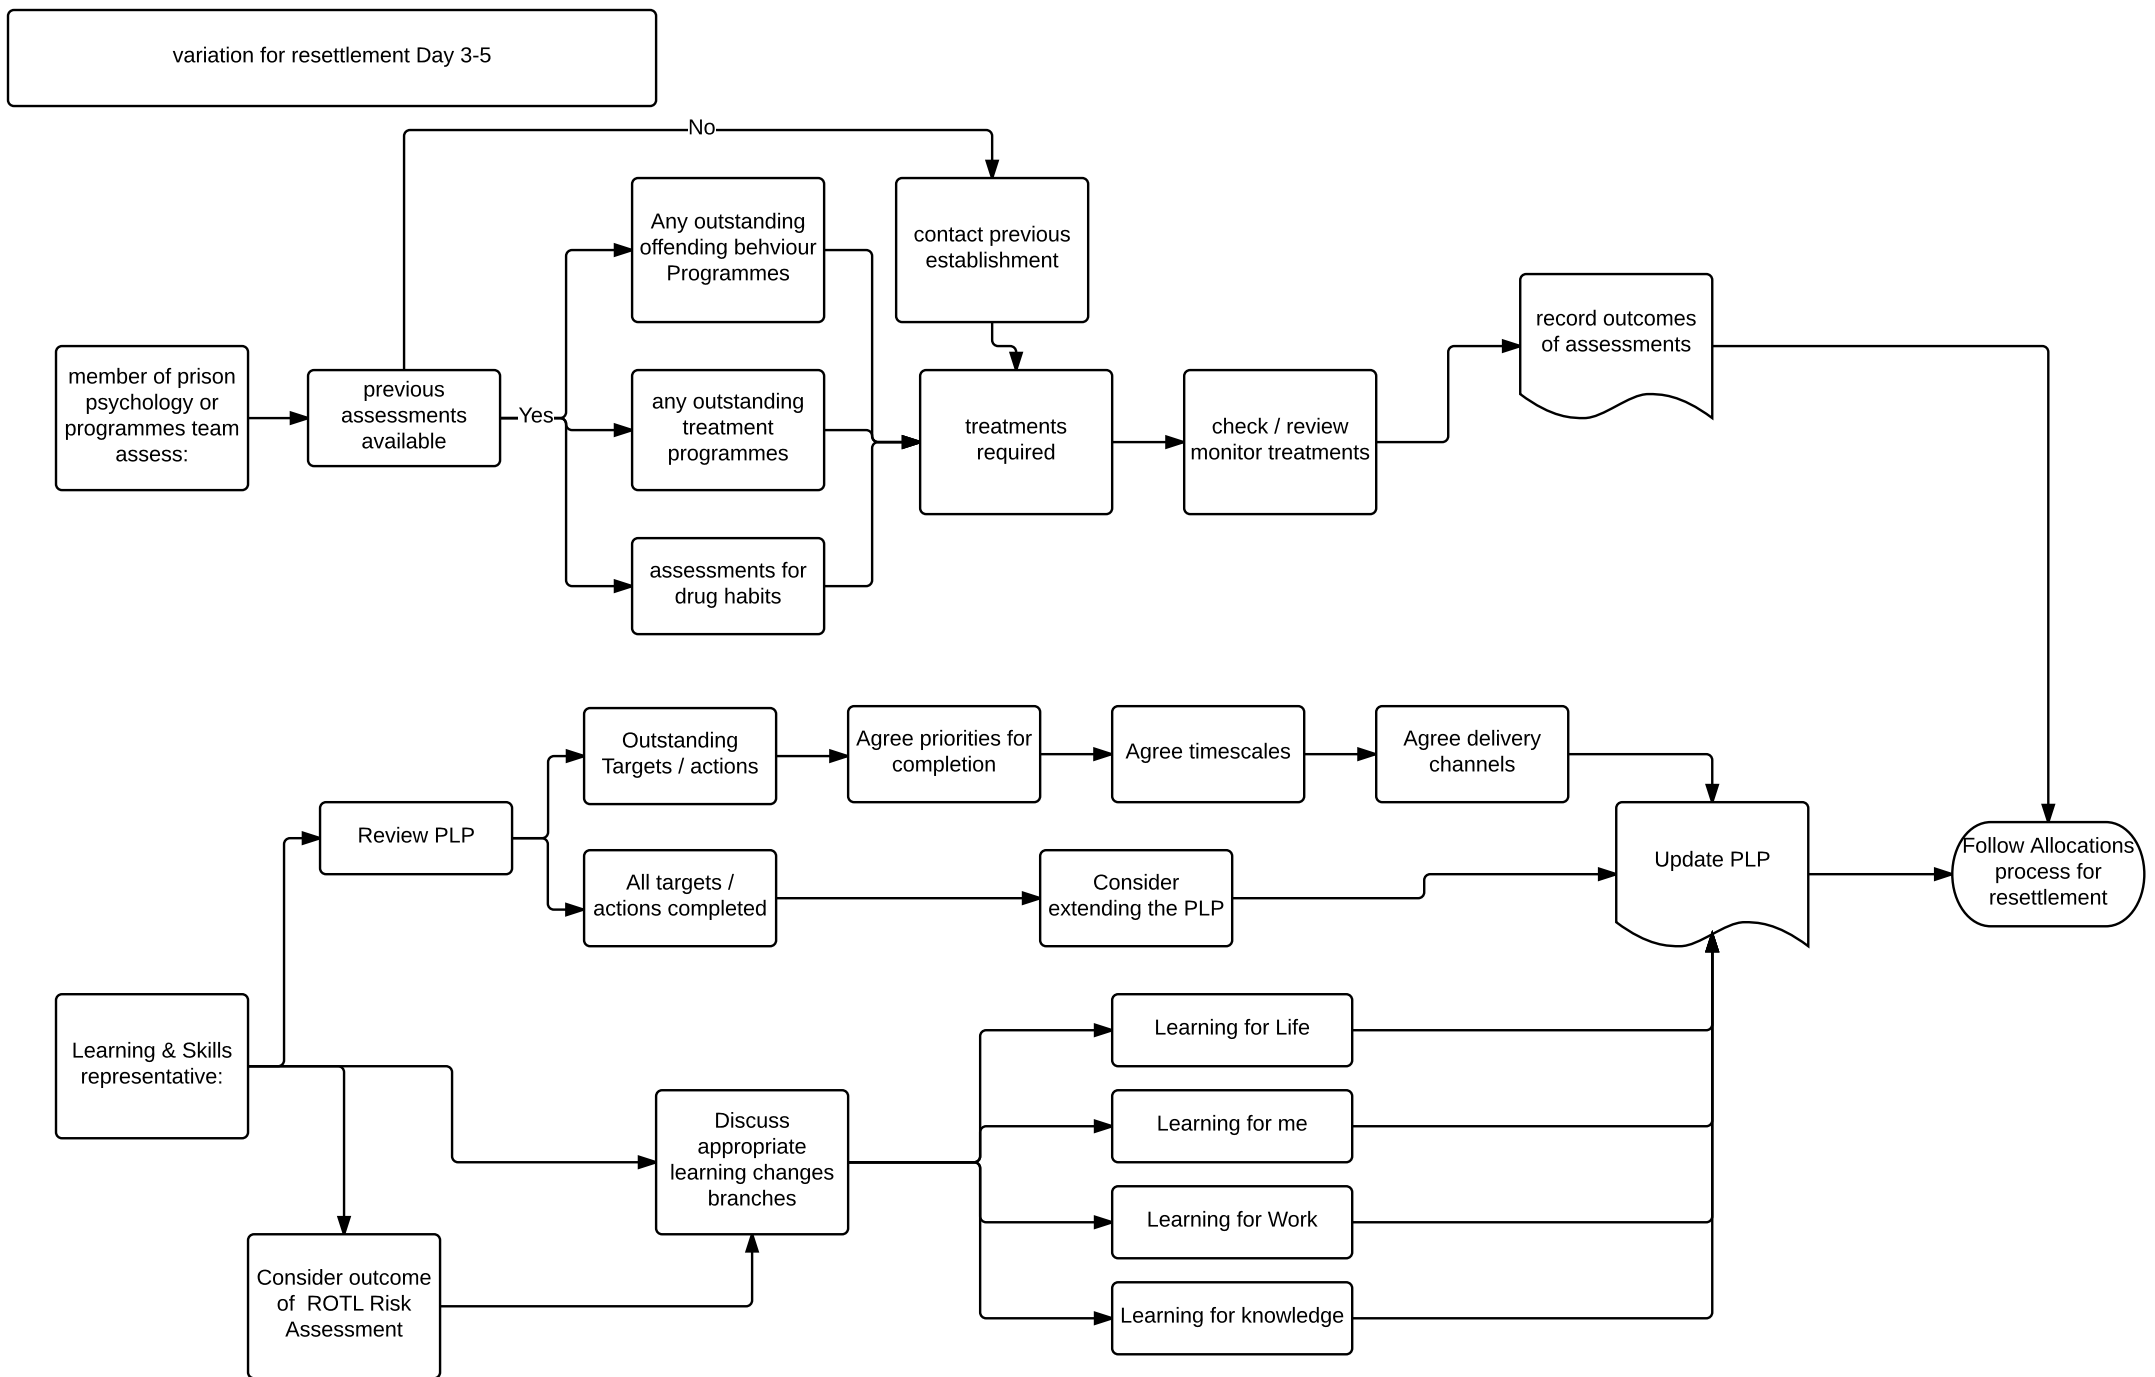 variation for resettlement Day 3-5
No
Any outstanding
offending behviour
Programmes
contact previous
establishment
record outcomes
of assessments
member of prison
psychology or
programmes team
assess:
previous
assessments
available
Yes
any outstanding
treatment
programmes
treatments
required
check / review
monitor treatments
assessments for
drug habits
Outstanding
Targets / actions
Agree priorities for
completion
Agree timescales
Agree delivery
channels
Review PLP
All targets /
actions completed
Consider
extending the PLP
Update PLP
Follow Allocations
process for
resettlement
Learning & Skills
representative:
Discuss
appropriate
learning changes
branches
Learning for Life
Learning for me
Learning for Work
Learning for knowledge
Consider outcome
of  ROTL Risk
Assessment